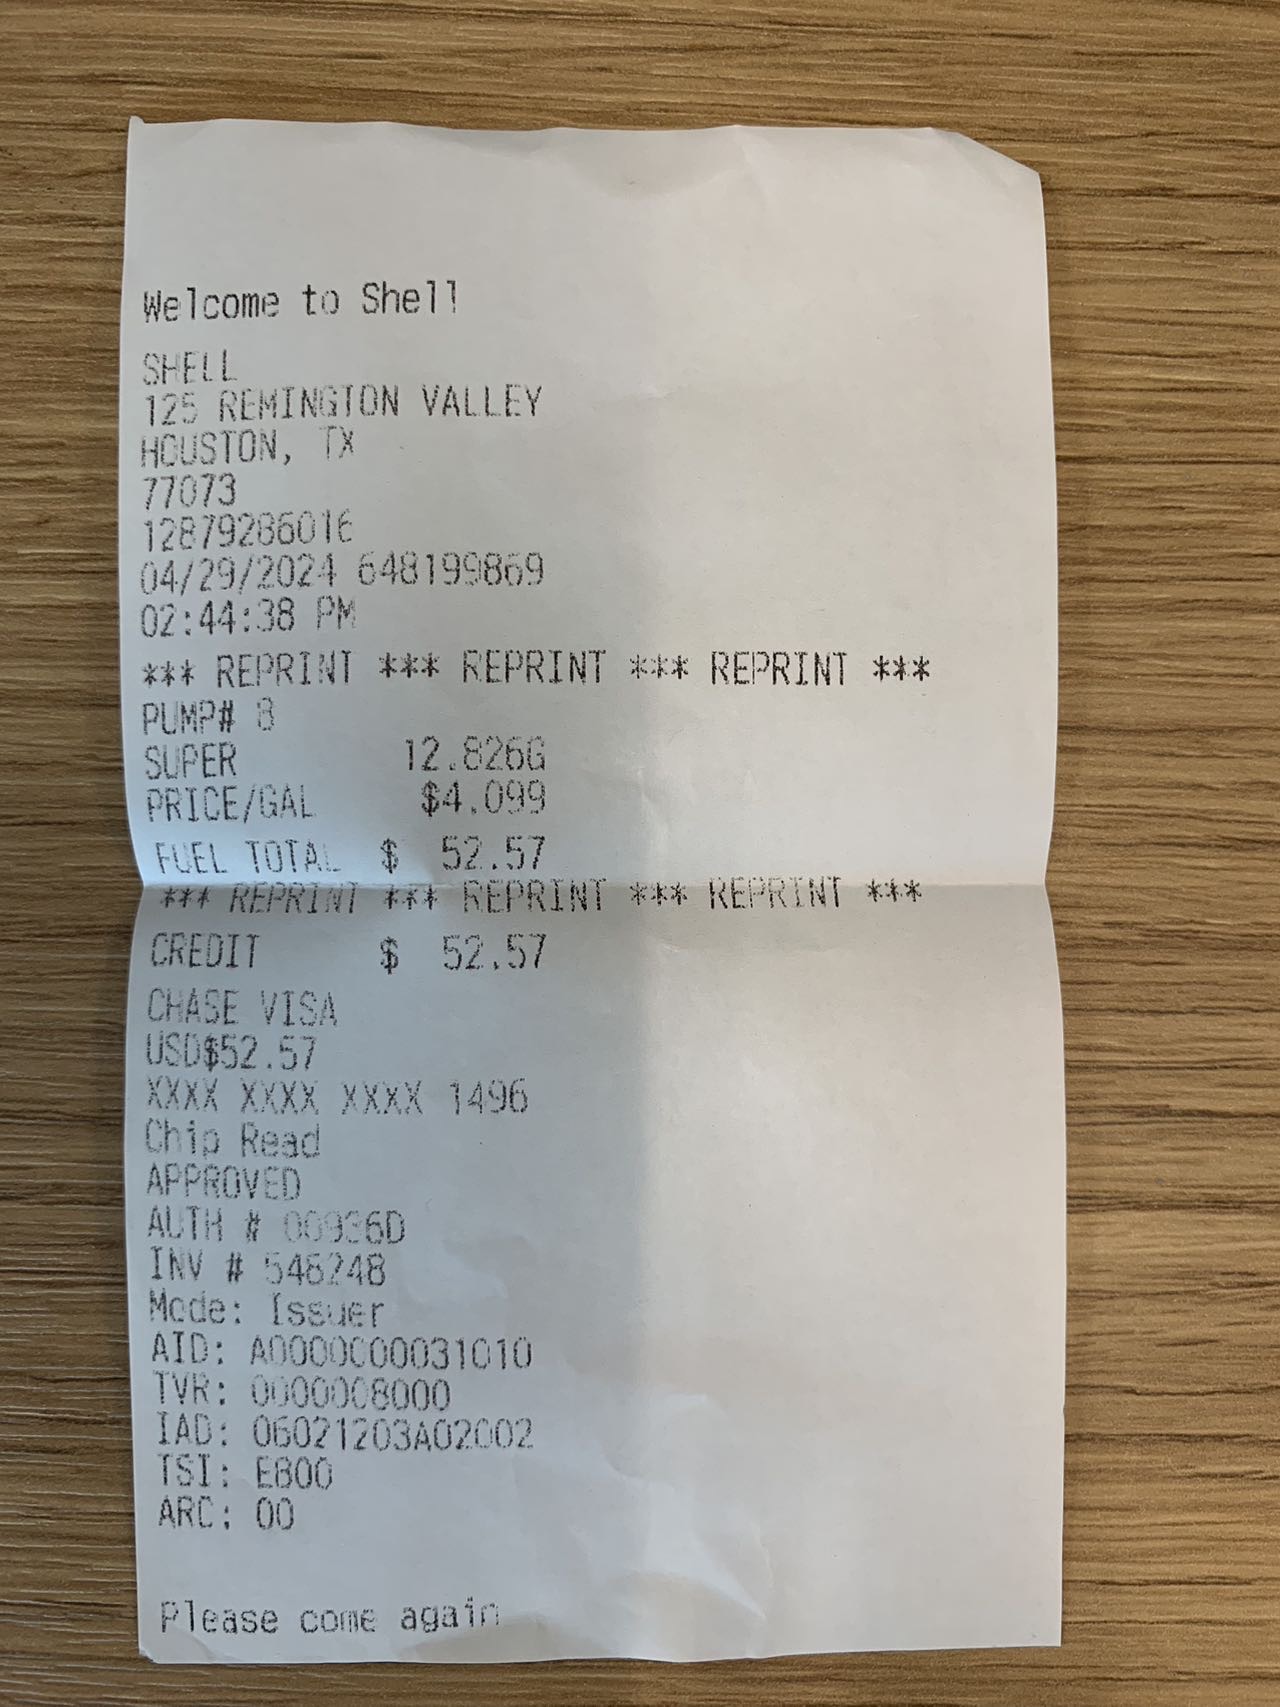 Welcome to Shell
SHELL
125 REMINGTON VALLEY
HOUSTON, TX
77073
12879286016
04/29/2024 648199869
02:44:38 PM
*** REPRINT *** REPRINT *** REPRINT ***
PUMP# 8
SUPER 12.826G
PRICE/GAL $4.099
FUEL TOTAL $ 52.57
*** REPRINT *** REPRINT *** REPRINT ***
CREDIT $ 52.57
CHASE VISA
USD$52.57
XXXX XXXX XXXX 1496
Chip Read
APPROVED
AUTH # 00936D
INV # 546248
Mode: Issuer
AID: A0000000031010
TVR: 0000008000
IAD: 06021203A02002
TSI: E800
ARC: 00
Please come again